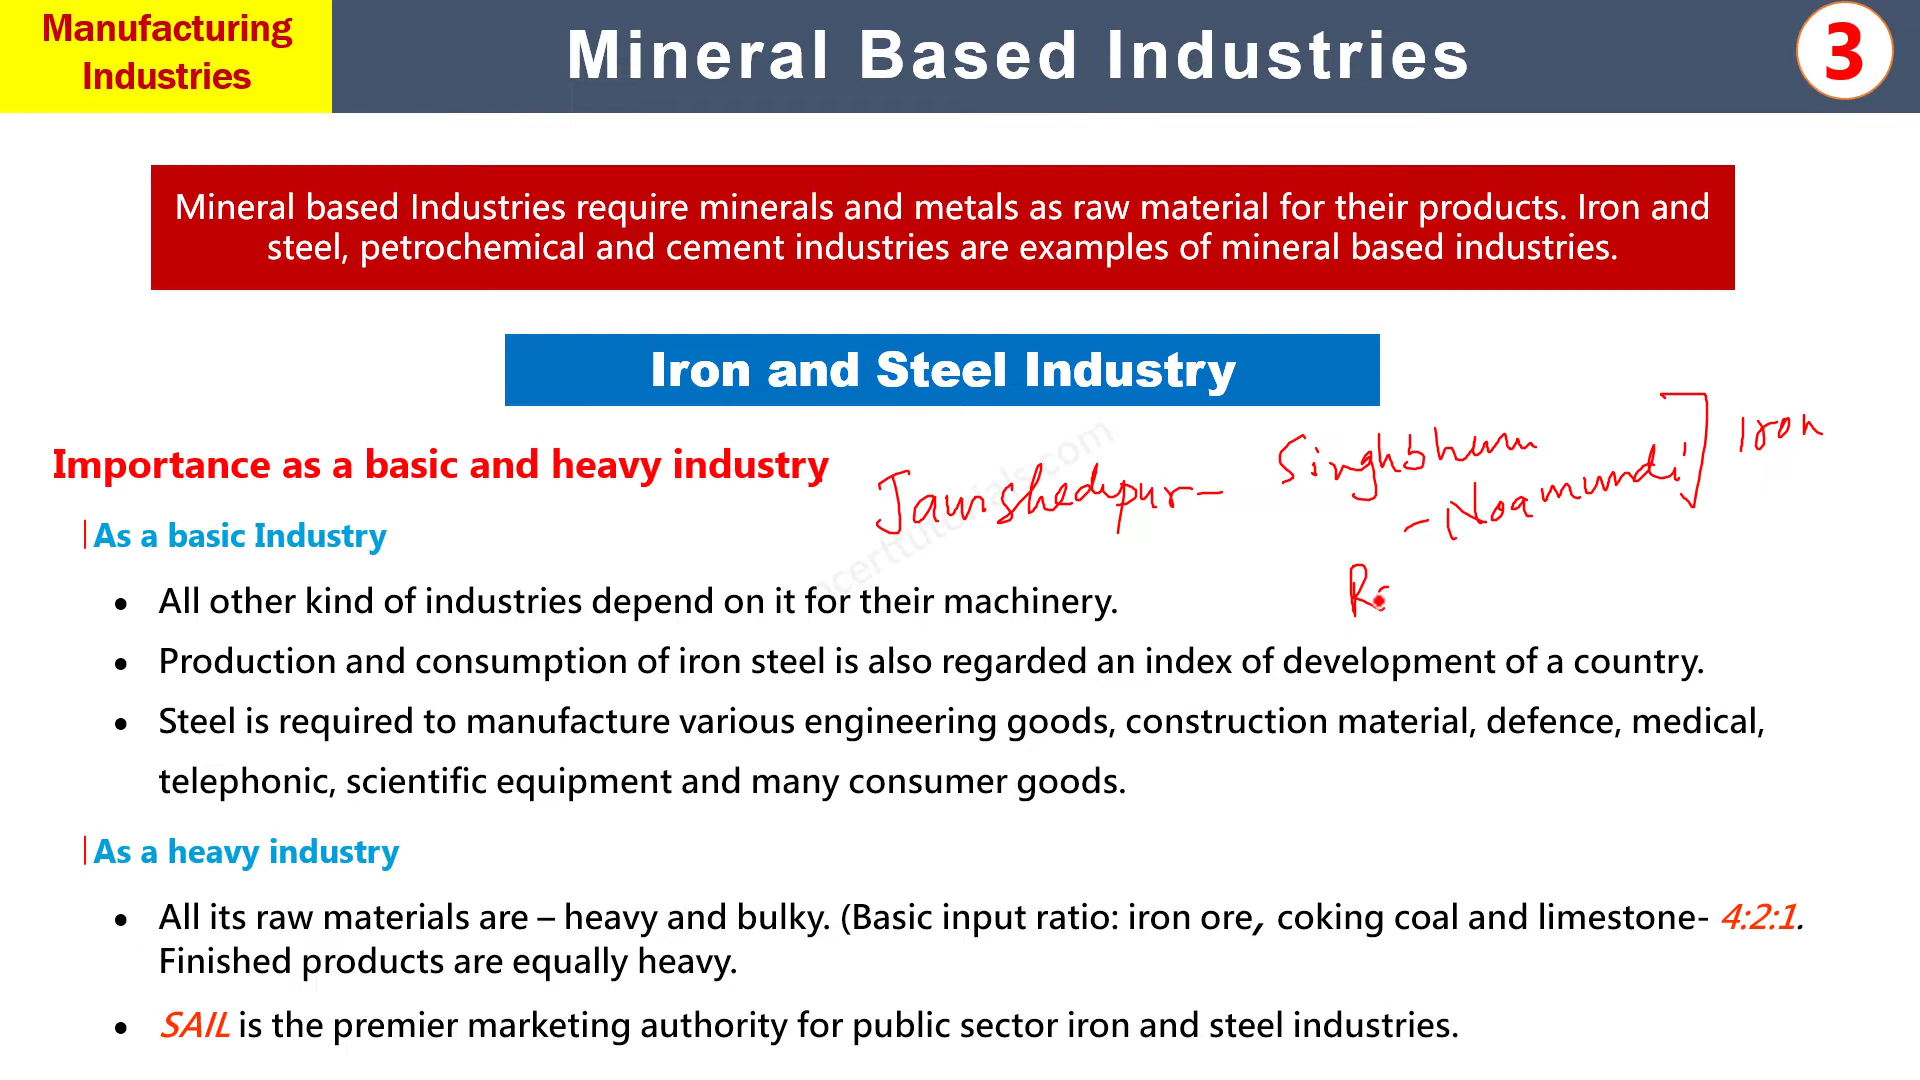 Manufacturing
Industries
Mineral Based Industries
3
Mineral based Industries require minerals and metals as raw material for their products. Iron and
steel, petrochemical and cement industries are examples of mineral based industries.
Iron and Steel Industry
Importance as a basic and heavy industry
Jamshedpur - Singhbhum
- Noamundi
Iron
As a basic Industry
• All other kind of industries depend on it for their machinery.
• Production and consumption of iron steel is also regarded an index of development of a country.
• Steel is required to manufacture various engineering goods, construction material, defence, medical,
telephonic, scientific equipment and many consumer goods.
As a heavy industry
• All its raw materials are – heavy and bulky. (Basic input ratio: iron ore, coking coal and limestone- 4:2:1.
Finished products are equally heavy.
• SAIL is the premier marketing authority for public sector iron and steel industries.